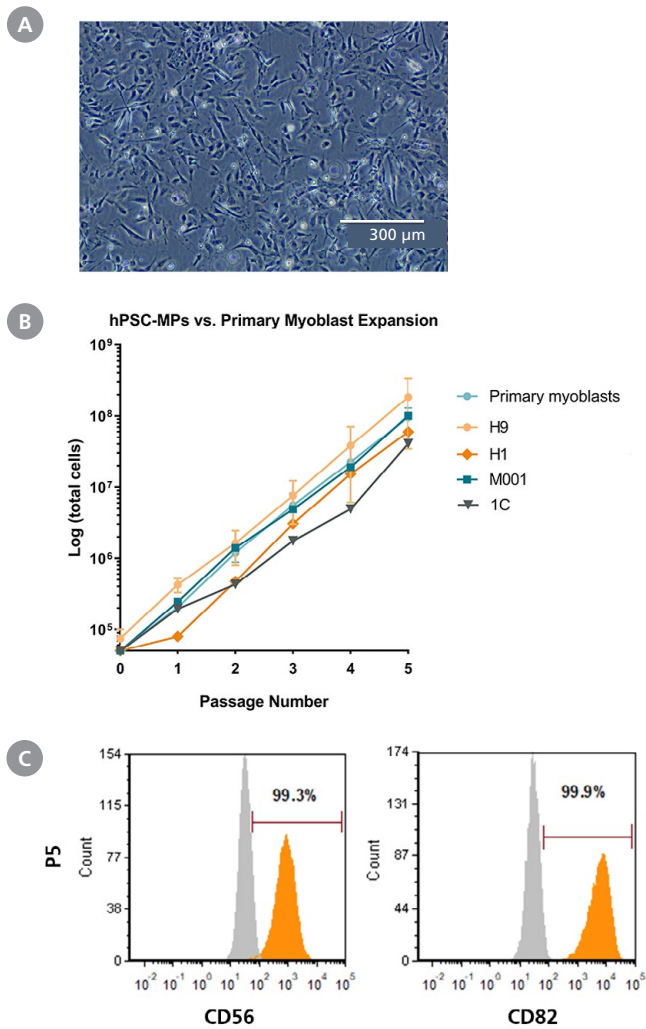 A
300 µm
B
hPSC-MPs vs. Primary Myoblast Expansion
Log (total cells)
10⁹
10⁸
10⁷
10⁶
10⁵
0 1 2 3 4 5
Passage Number
Primary myoblasts
H9
H1
M001
1C
C
P5
Count
154
115
77
38
0
99.3%
10⁻² 10⁻¹ 10⁰ 10¹ 10² 10³ 10⁴ 10⁵
CD56
Count
174
131
87
44
0
99.9%
10⁻² 10⁻¹ 10⁰ 10¹ 10² 10³ 10⁴ 10⁵
CD82